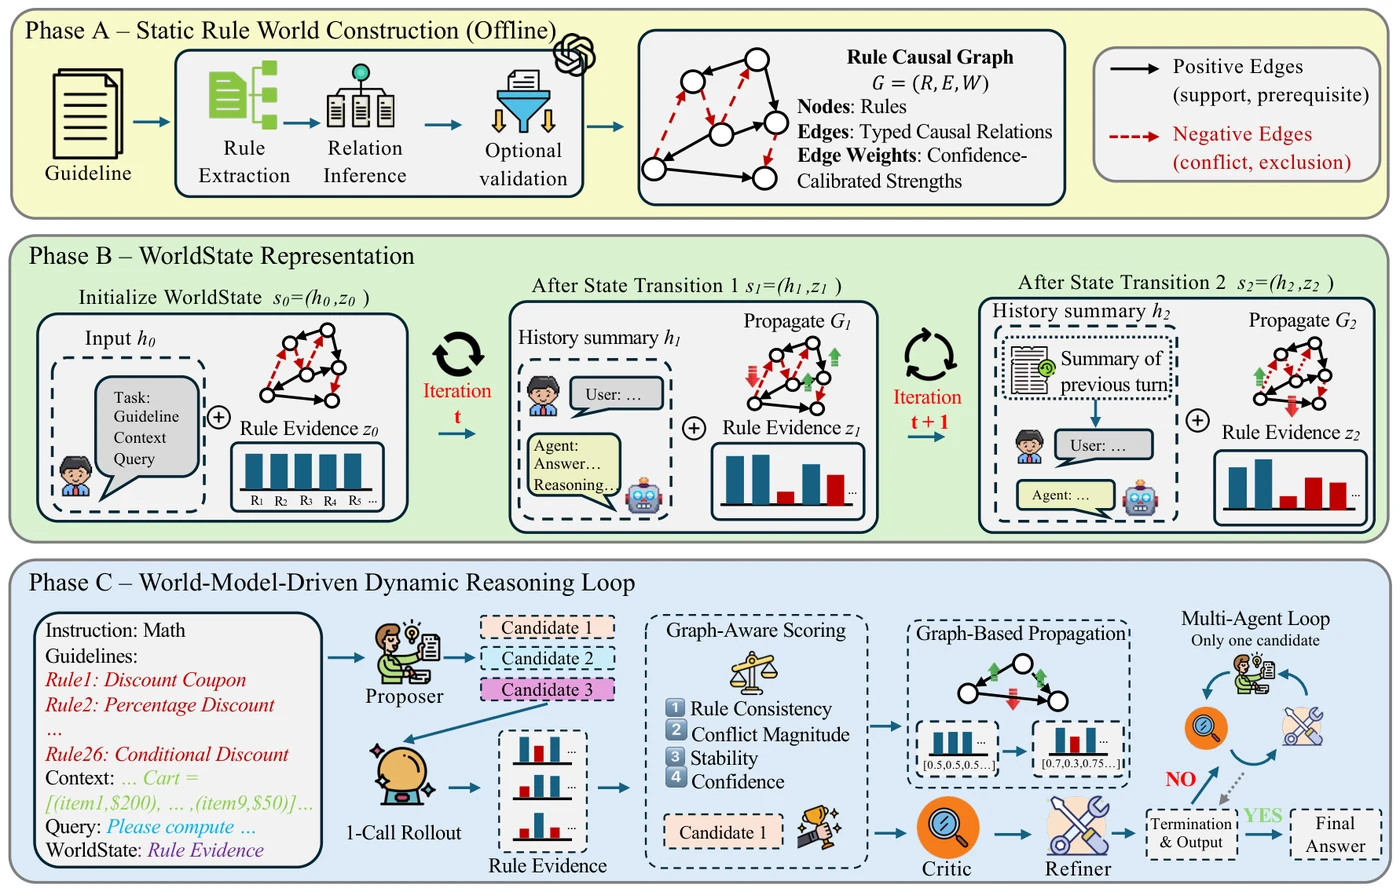 Phase A – Static Rule World Construction (Offline)
Guideline
Rule
Extraction
Relation
Inference
Optional
validation
Rule Causal Graph
G = (R, E, W)
Nodes: Rules
Edges: Typed Causal Relations
Edge Weights: Confidence-
Calibrated Strengths
Positive Edges
(support, prerequisite)
Negative Edges
(conflict, exclusion)
Phase B – WorldState Representation
Initialize WorldState s0=(h0,z0 )
Input h0
Task:
Guideline
Context
Query
Rule Evidence z0
R1 R2 R3 R4 R5 ...
Iteration
t
After State Transition 1 s1=(h1,z1 )
History summary h1
User: …
Agent:
Answer…
Reasoning…
Propagate G1
Rule Evidence z1
...
Iteration
t + 1
After State Transition 2 s2=(h2,z2 )
History summary h2
Summary of
previous turn
User: …
Agent: …
Propagate G2
Rule Evidence z2
...
Phase C – World-Model-Driven Dynamic Reasoning Loop
Instruction: Math
Guidelines:
Rule1: Discount Coupon
Rule2: Percentage Discount
…
Rule26: Conditional Discount
Context: … Cart =
[(item1,$200), … ,(item9,$50)]…
Query: Please compute …
WorldState: Rule Evidence
Proposer
Candidate 1
Candidate 2
Candidate 3
1-Call Rollout
...
...
...
Rule Evidence
Graph-Aware Scoring
1 Rule Consistency
2 Conflict Magnitude
3 Stability
4 Confidence
Candidate 1
Graph-Based Propagation
...
[0.5,0.5,0.5…]
...
[0.7,0.3,0.75…]
Critic
Refiner
Multi-Agent Loop
Only one candidate
NO
Termination
& Output
YES
Final
Answer